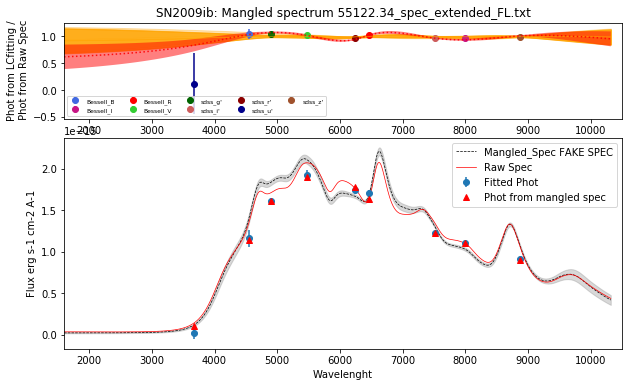 SN2009ib: Mangled spectrum 55122.34_spec_extended_FL.txt
Phot from LCfitting /
Phot from Raw Spec
1.0
0.5
0.0
−0.5
Bessell_B
Bessell_I
Bessell_R
Bessell_V
sdss_g'
sdss_i'
sdss_r'
sdss_u'
sdss_z'
2000 3000 4000 5000 6000 7000 8000 9000 10000
1e−15
Flux erg s-1 cm-2 A-1
2.0
1.5
1.0
0.5
0.0
Mangled_Spec FAKE SPEC
Raw Spec
Fitted Phot
Phot from mangled spec
2000 3000 4000 5000 6000 7000 8000 9000 10000
Wavelenght